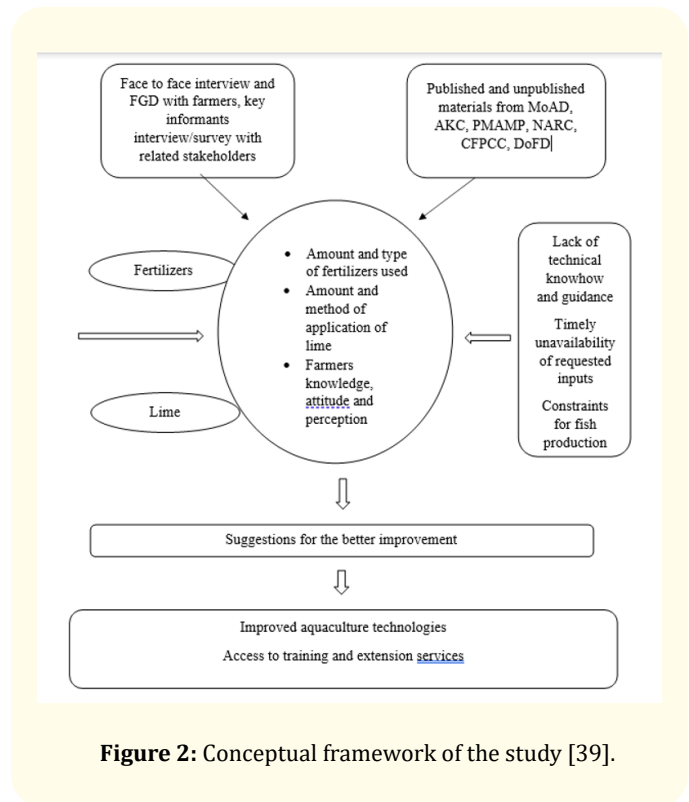 Face to face interview and
FGD with farmers, key
informants
interview/survey with
related stakeholders
Published and unpublished
materials from MoAD,
AKC, PMAMP, NARC,
CFPCC, DoFD
Fertilizers
Lime
• Amount and type
of fertilizers used
• Amount and
method of
application of
lime
• Farmers
knowledge,
attitude and
perception
Lack of
technical
knowhow
and guidance
Timely
unavailability
of requested
inputs
Constraints
for fish
production
Suggestions for the better improvement
Improved aquaculture technologies
Access to training and extension services
Figure 2: Conceptual framework of the study [39].